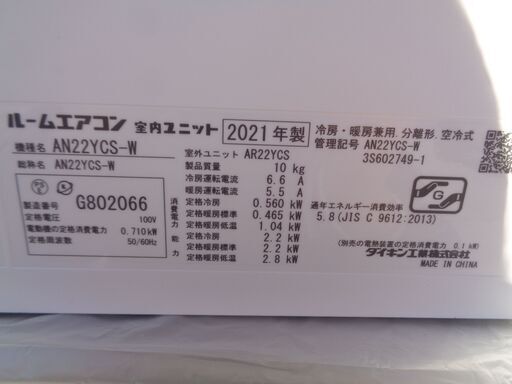 ルームエアコン 室内ユニット 2021年製 冷房・暖房兼用.分離形.空冷式
機種名 AN22YCS-W 管理記号 AN22YCS-W
総称名 AN22YCS-W 室外ユニット AR22YCS 3S602749-1
製品質量 10 kg
冷房運転電流 6.6 A
暖房運転電流 5.5 A
製造番号 G802066
定格電圧 100V
電動機の定格消費電力 0.710kW
定格周波数 50/60Hz
消費電力
定格冷房 0.560 kW
定格暖房標準 0.465 kW
定格暖房低温 1.04 kW
能力
定格冷房 2.2 kW
定格暖房標準 2.2 kW
定格暖房低温 2.8 kW
G
通年エネルギー消費効率
5.8(JIS C 9612:2013)
(別売の電熱装置の定格消費電力 0.1 kW)
ダイキン工業株式会社
MADE IN CHINA